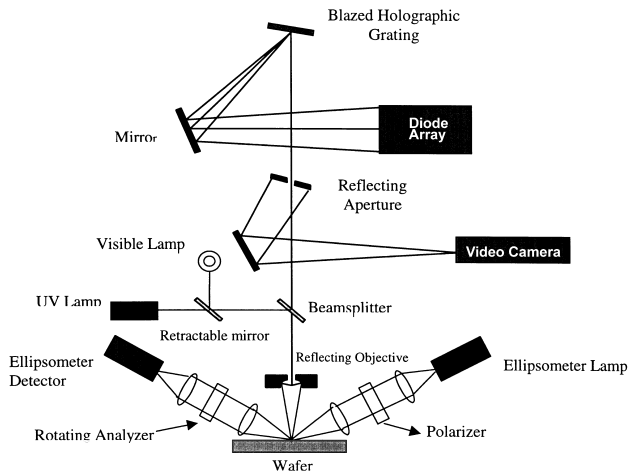 Blazed Holographic
Grating
Mirror
Diode
Array
Reflecting
Aperture
Visible Lamp
Video Camera
UV Lamp
Beamsplitter
Retractable mirror
Ellipsometer
Detector
Reflecting Objective
Ellipsometer Lamp
Rotating Analyzer
Polarizer
Wafer